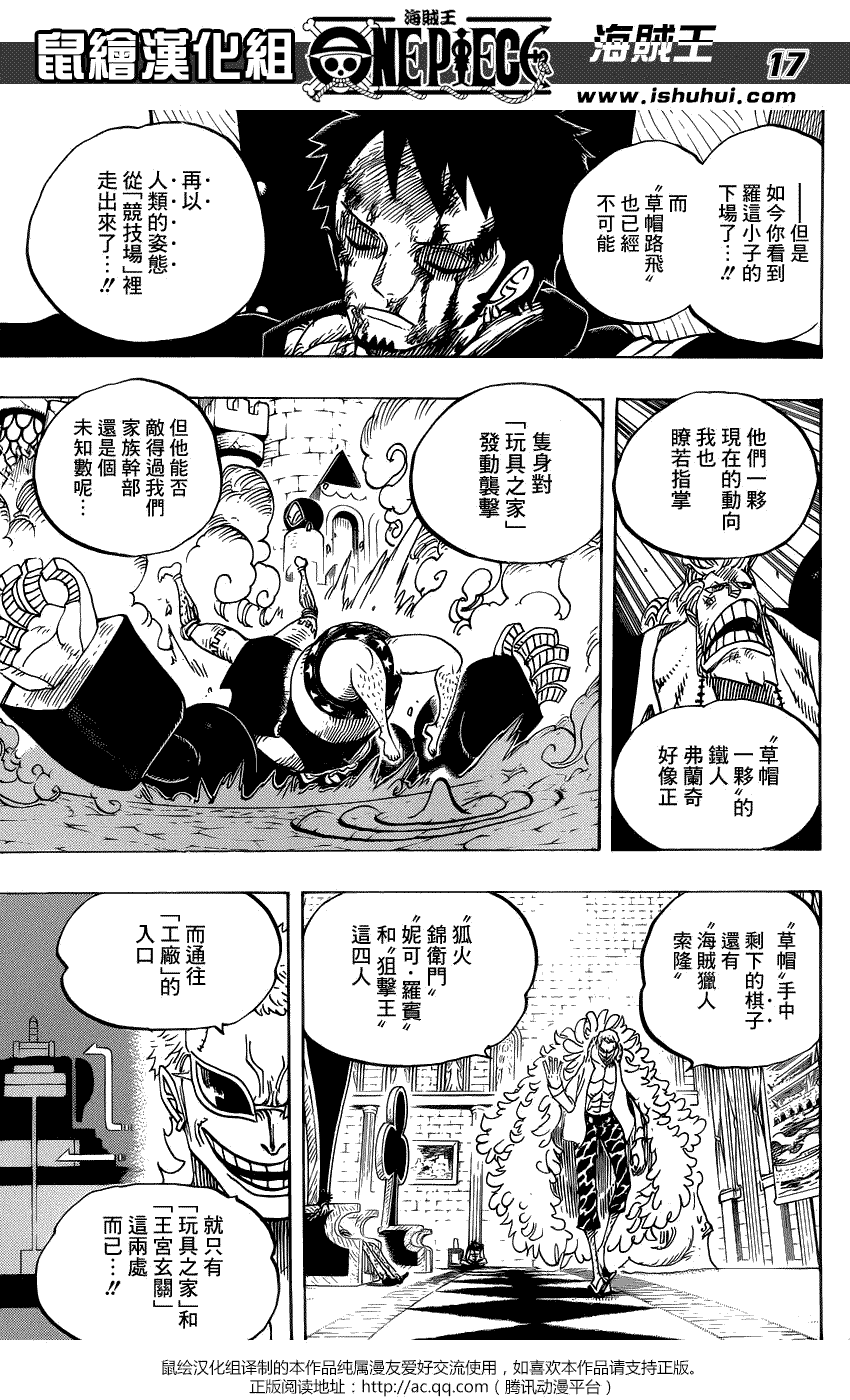 鼠繪漢化組
海賊王
ONE PIECE
海賊王
17
www.ishuhui.com
──但是
如今你看到
羅這小子的
下場了…!!
而
〝草帽路飛〞
也已經
不可能
再以
人類的姿態
從「競技場」裡
走出來了…!!
他們一夥
現在的動向
我也
瞭若指掌
〝草帽
一夥〞的
鐵人
弗蘭奇
好像正
隻身對
「玩具之家」
發動襲擊
但他能否
敵得過我們
家族幹部
還是個
未知數呢…
〝草帽〞手中
剩下的棋子
還有
〝海賊獵人
索隆〞
〝狐火
錦衛門〞
〝妮可·羅賓〞
和〝狙擊王〞
這四人
而通往
「工廠」的
入口
就只有
「玩具之家」和
「王宮玄關」
這兩處
而已…!!
鼠绘汉化组译制的本作品纯属漫友爱好交流使用，如喜欢本作品请支持正版。
正版阅读地址：http://ac.qq.com（腾讯动漫平台）